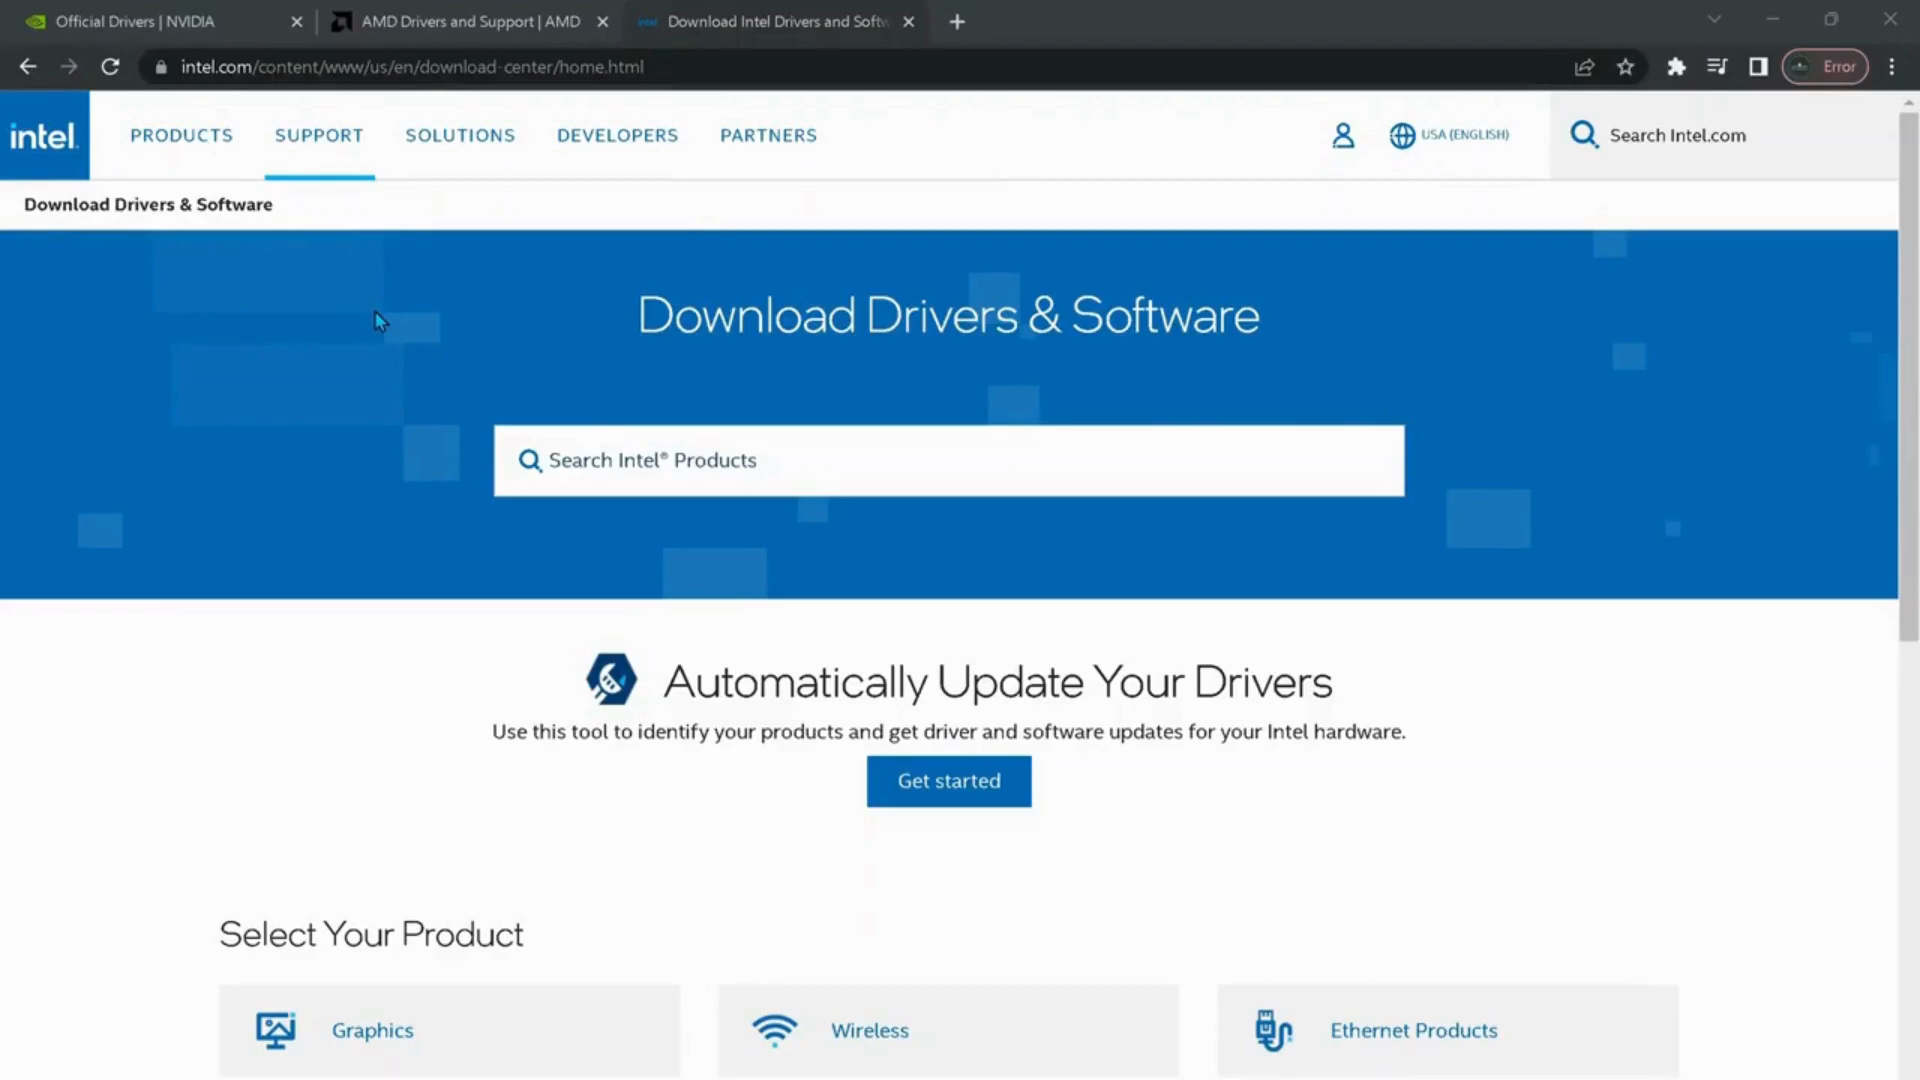 Official Drivers | NVIDIA
AMD Drivers and Support | AMD
intel
Download Intel Drivers and Softw
intel.com/content/www/us/en/download-center/home.html
Error
intel.
PRODUCTS
SUPPORT
SOLUTIONS
DEVELOPERS
PARTNERS
USA (ENGLISH)
Search Intel.com
Download Drivers & Software
Download Drivers & Software
Search Intel® Products
Automatically Update Your Drivers
Use this tool to identify your products and get driver and software updates for your Intel hardware.
Get started
Select Your Product
Graphics
Wireless
Ethernet Products